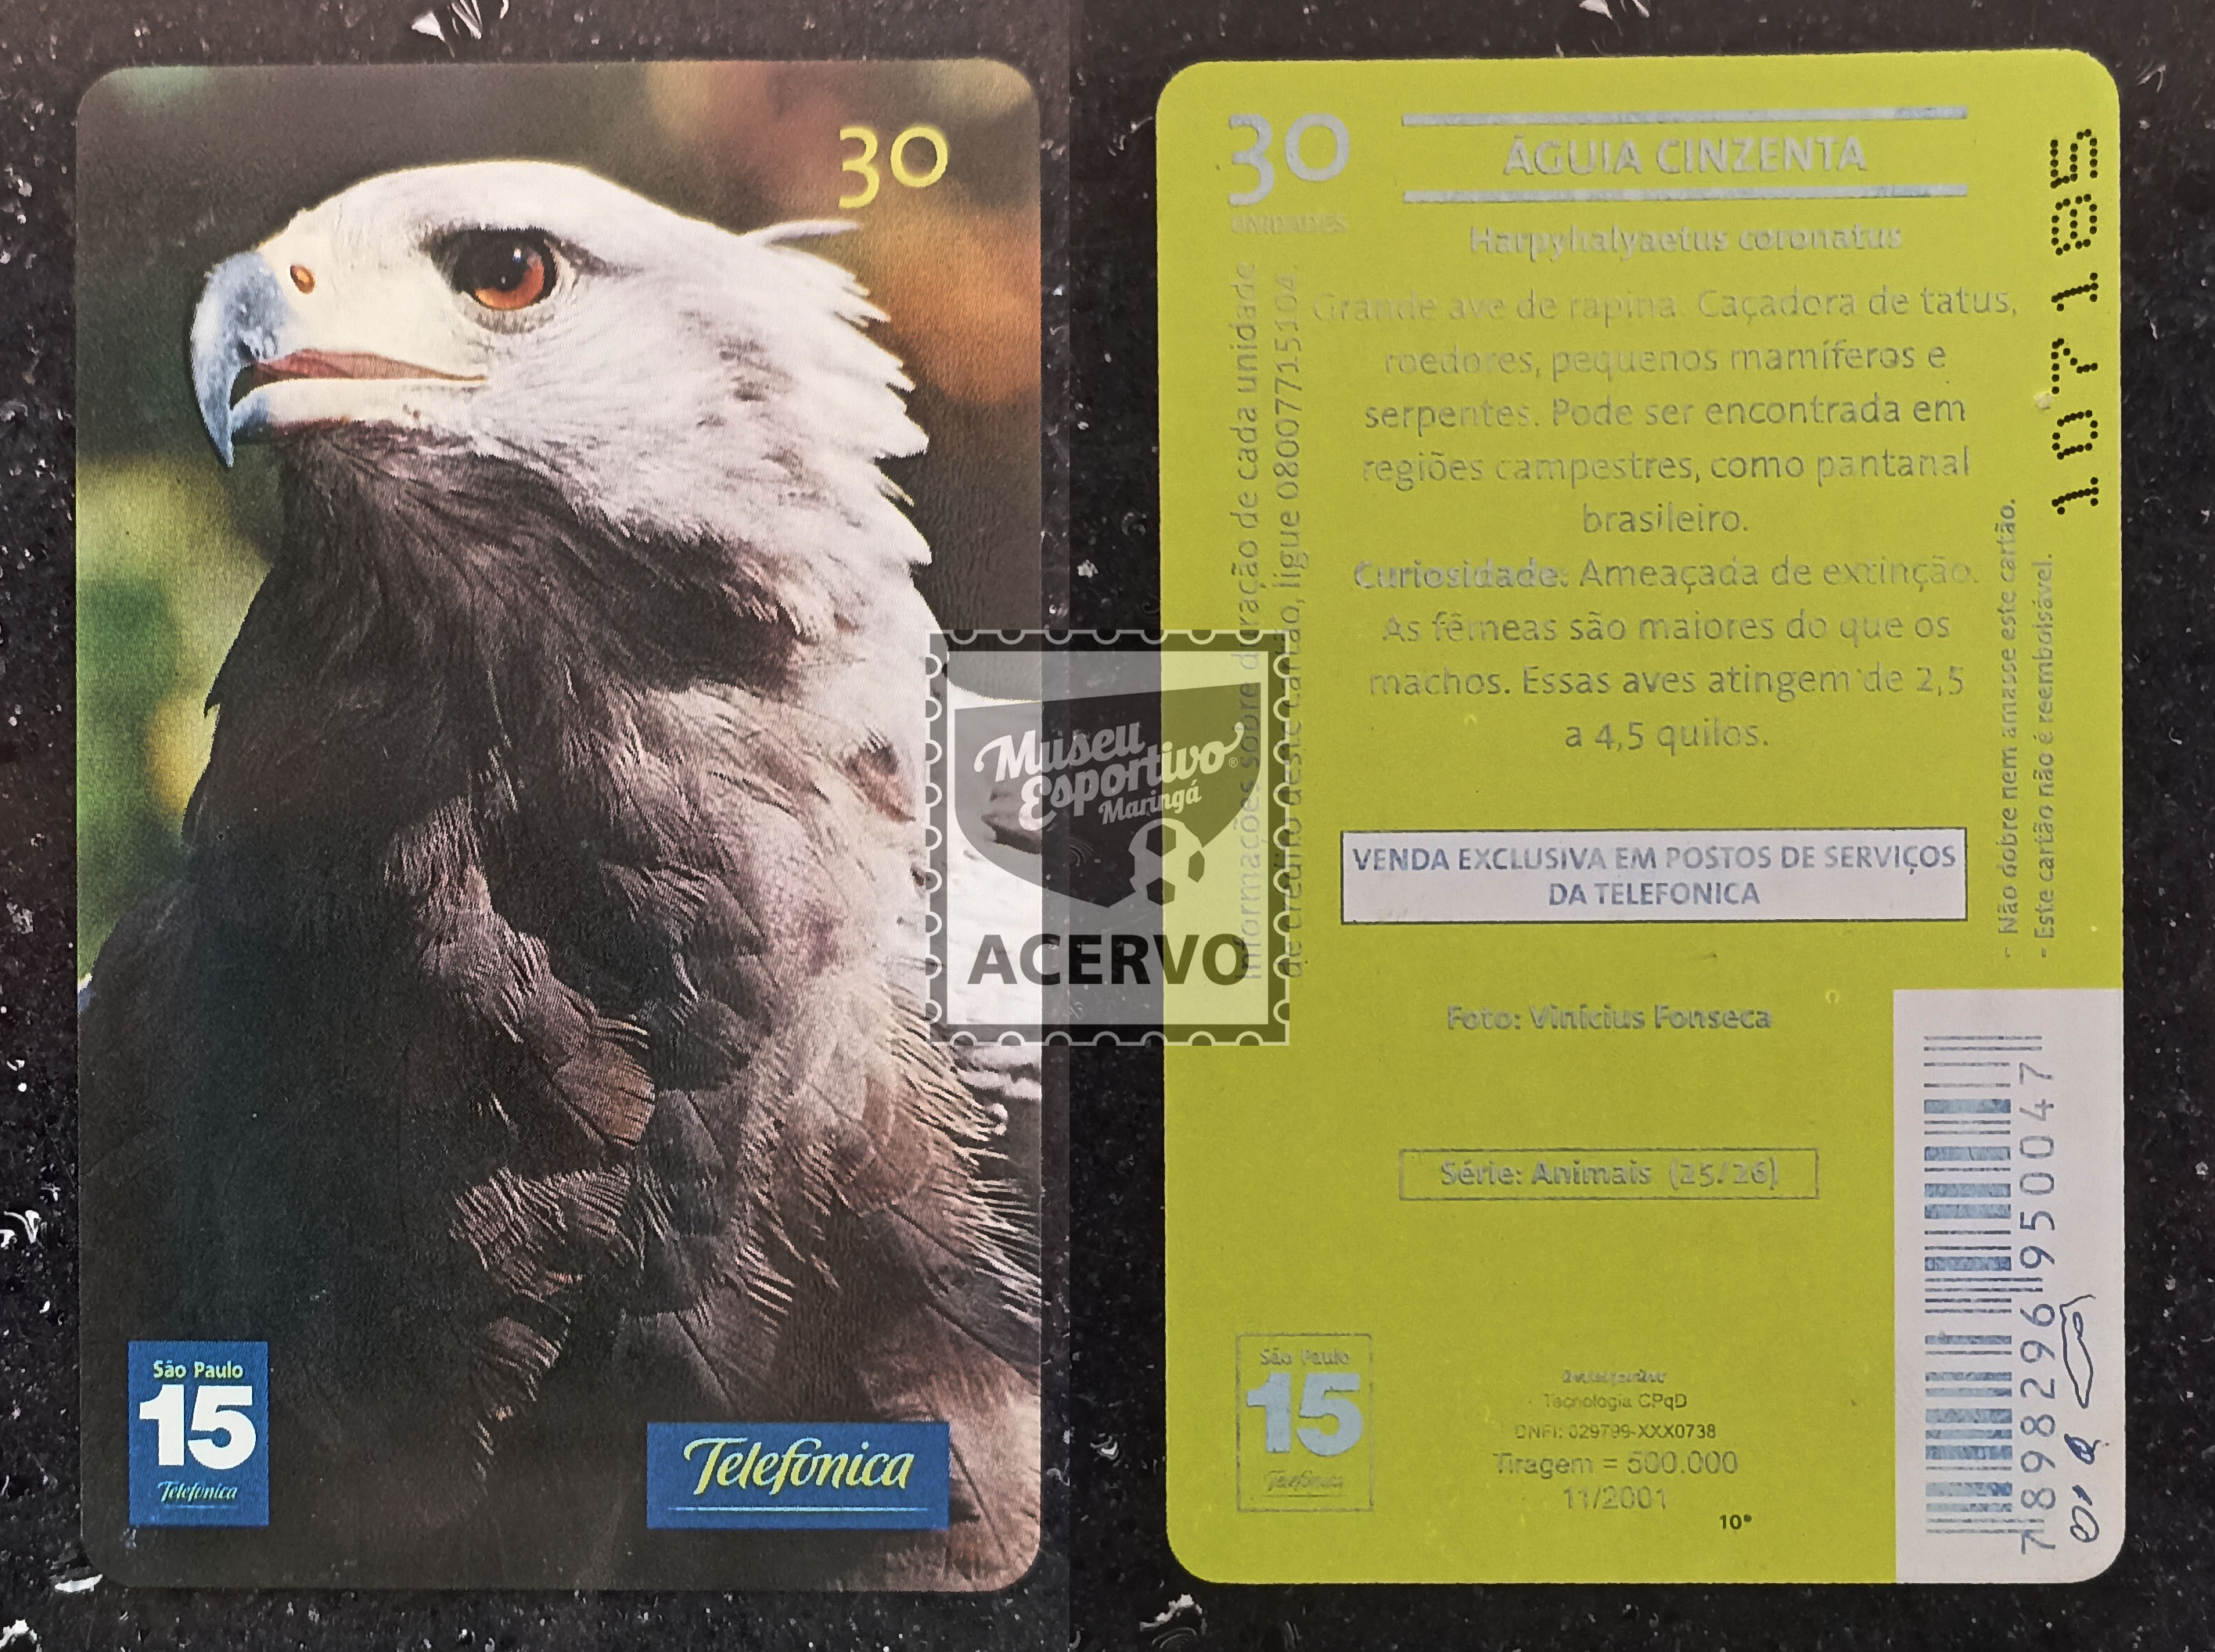 30
São Paulo
15
Telefónica
Telefónica
Museu
Esportivo®
Maringá
ACERVO
30
UNIDADES
ÁGUIA CINZENTA
Harpyhalyaetus coronatus
Grande ave de rapina. Caçadora de tatus,
roedores, pequenos mamíferos e
serpentes. Pode ser encontrada em
regiões campestres, como pantanal
brasileiro.
Curiosidade: Ameaçada de extinção.
As fêmeas são maiores do que os
machos. Essas aves atingem de 2,5
a 4,5 quilos.
VENDA EXCLUSIVA EM POSTOS DE SERVIÇOS
DA TELEFONICA
Foto: Vinícius Fonseca
Série: Animais (25/26)
São Paulo
15
Telefónica
Tecnologia CPqD
DNFI: 029799-XXX0738
Tiragem = 500.000
11/2001
10ª
Informações sobre duração de cada unidade
de crédito deste cartão, ligue 08007715104.
- Não dobre nem amasse este cartão.
- Este cartão não é reembolsável.
107185
7898296950047